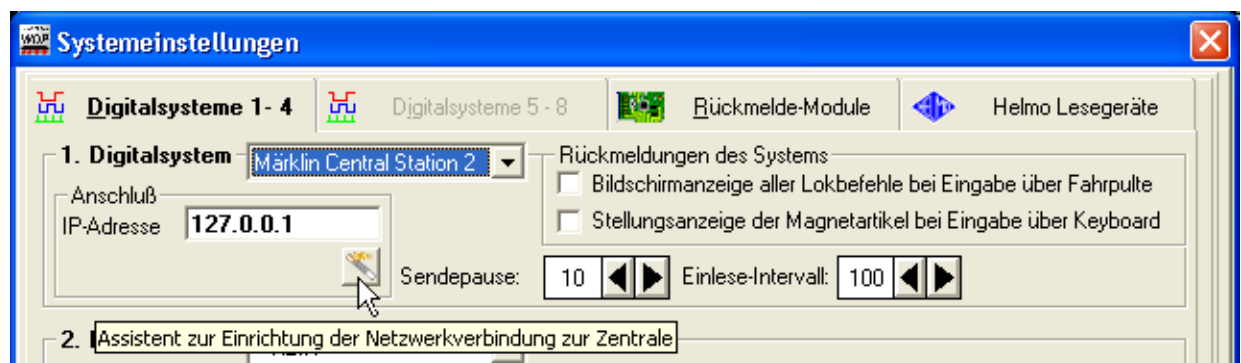 Systemeinstellungen
Digitalsysteme 1- 4
Digitalsysteme 5 - 8
Rückmelde-Module
Helmo Lesegeräte
1. Digitalsystem
Märklin Central Station 2
Rückmeldungen des Systems
Bildschirmanzeige aller Lokbefehle bei Eingabe über Fahrpulte
Anschluß
IP-Adresse
127.0.0.1
Stellungsanzeige der Magnetartikel bei Eingabe über Keyboard
Sendepause:
10
Einlese-Intervall:
100
2.
Assistent zur Einrichtung der Netzwerkverbindung zur Zentrale